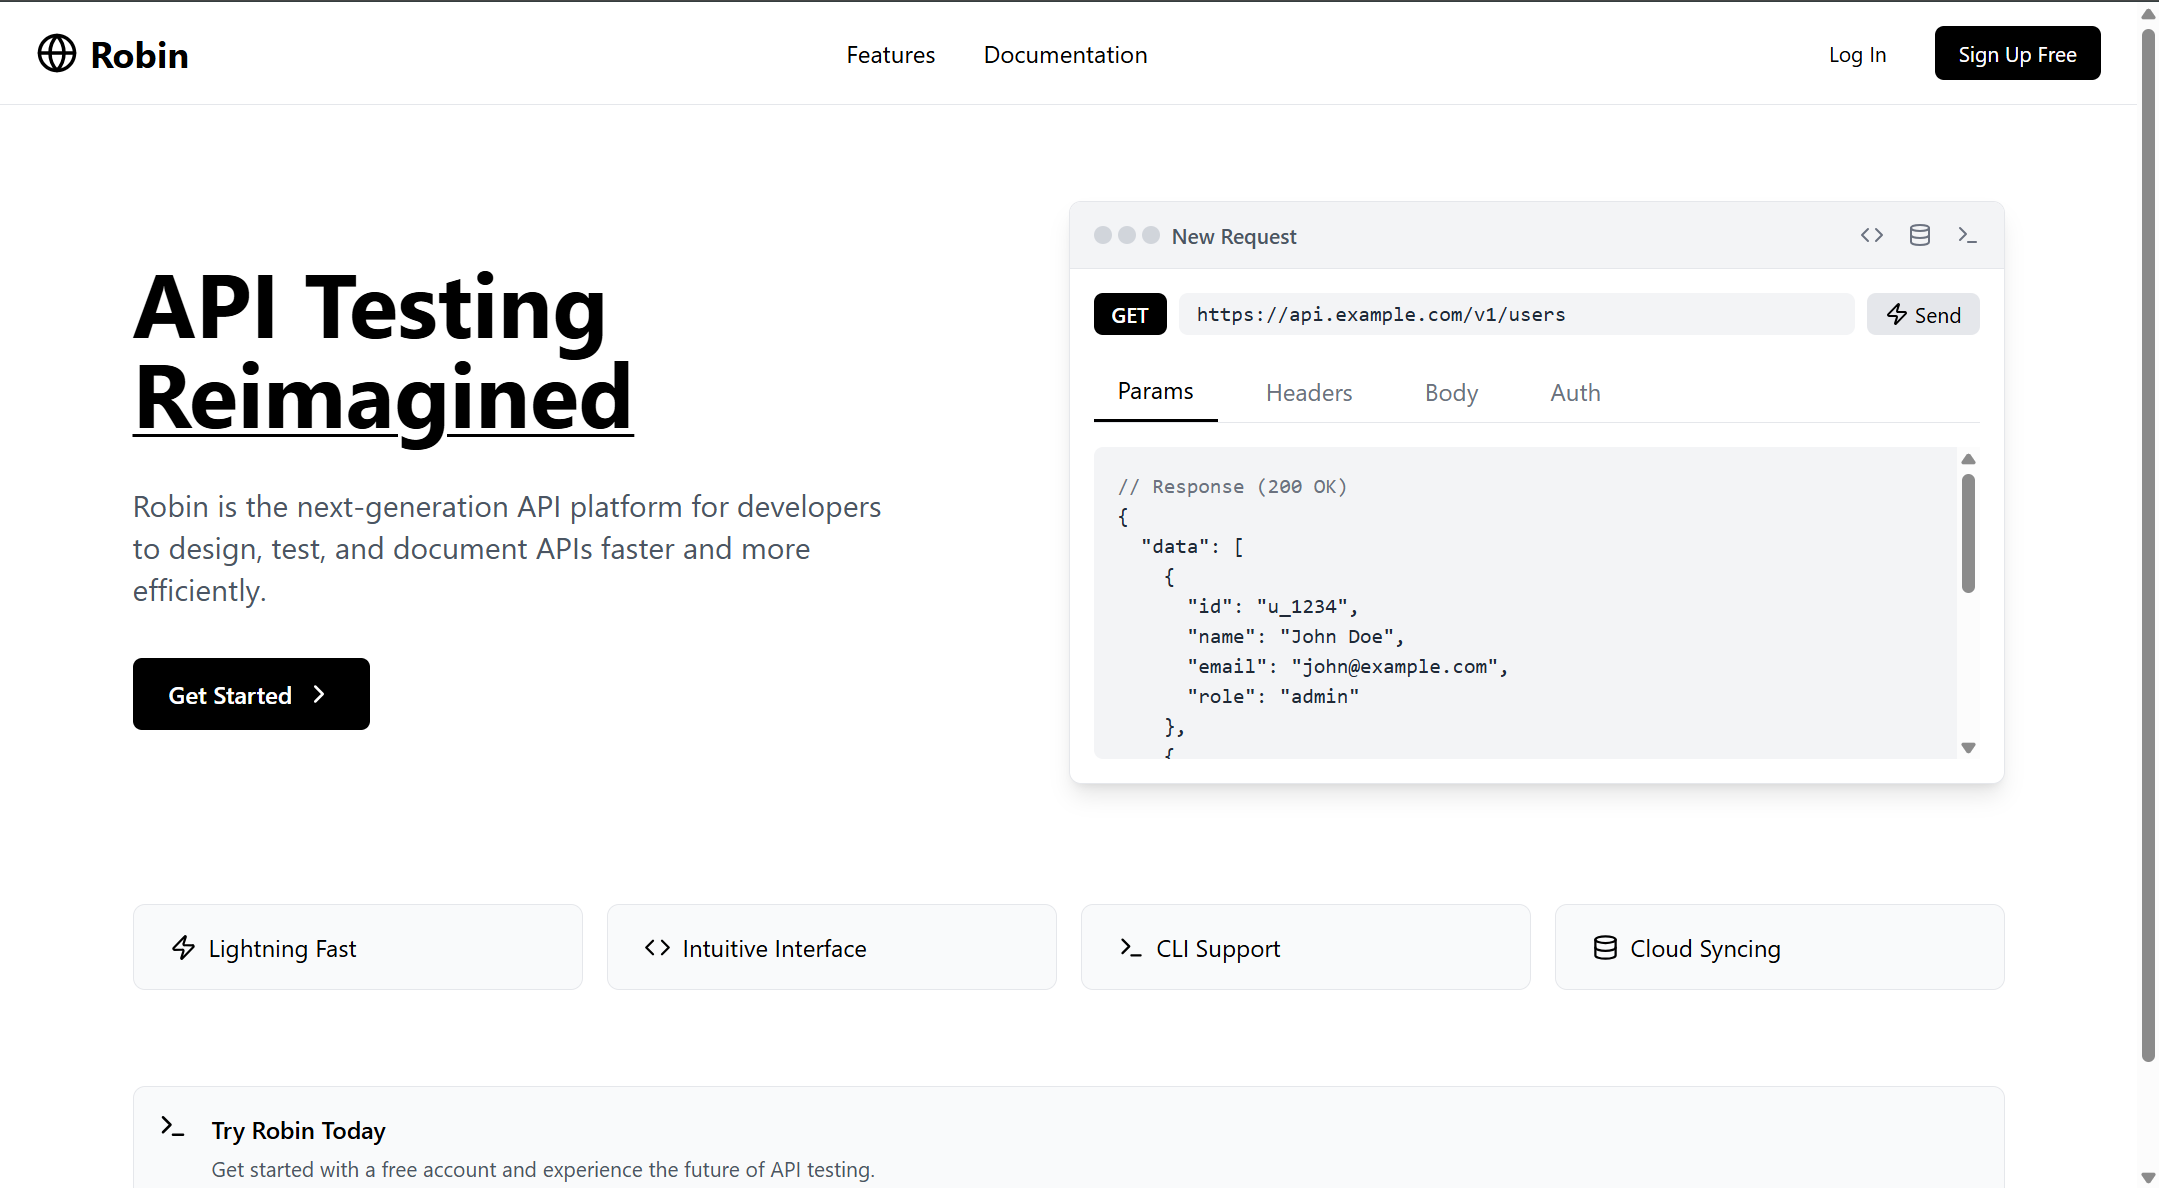 Robin
Features
Documentation
Log In
Sign Up Free
API Testing
Reimagined
Robin is the next-generation API platform for developers
to design, test, and document APIs faster and more
efficiently.
Get Started
New Request
GET
https://api.example.com/v1/users
Send
Params
Headers
Body
Auth
// Response (200 OK)
{
  "data": [
    {
      "id": "u_1234",
      "name": "John Doe",
      "email": "john@example.com",
      "role": "admin"
    },
    {
Lightning Fast
Intuitive Interface
CLI Support
Cloud Syncing
Try Robin Today
Get started with a free account and experience the future of API testing.